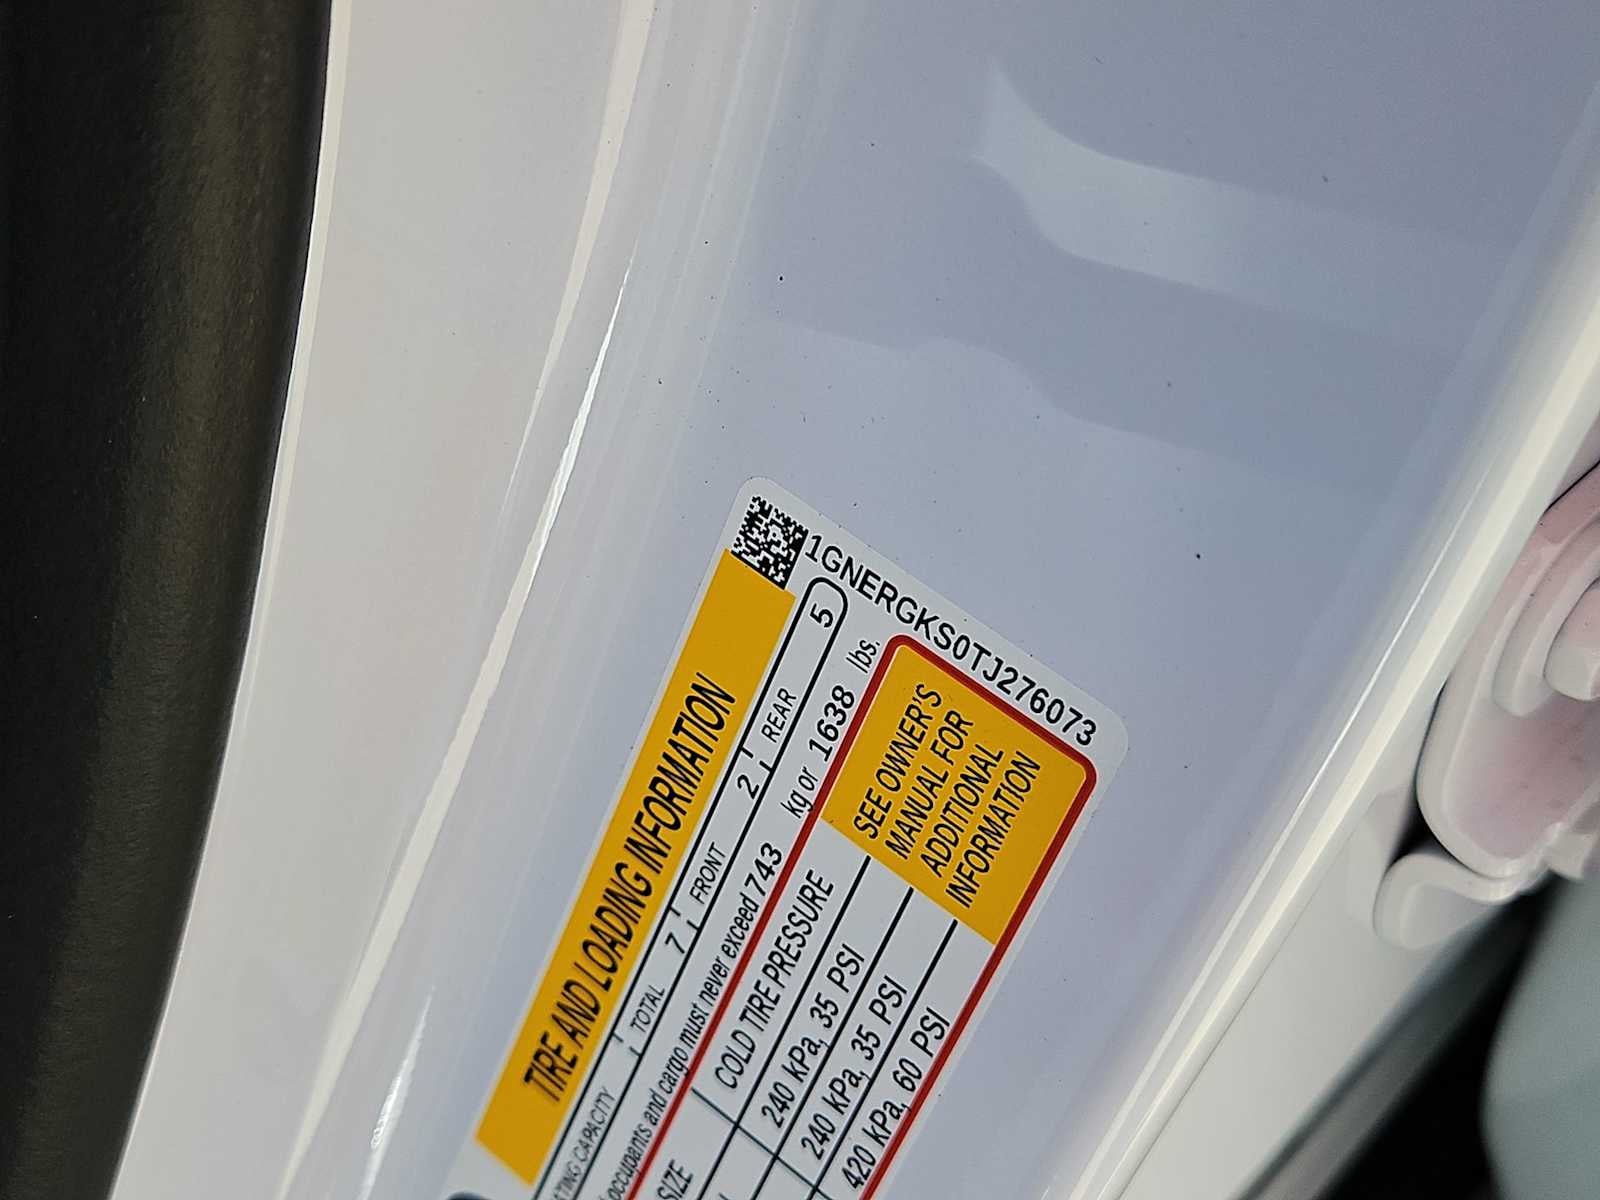 1GNERGKS0TJ276073
TIRE AND LOADING INFORMATION
CAPACITY TOTAL 7 FRONT 2 REAR 5
occupants and cargo must never exceed 743 kg or 1638 lbs.
SIZE COLD TIRE PRESSURE
240 kPa, 35 PSI
240 kPa, 35 PSI
420 kPa, 60 PSI
SEE OWNER'S
MANUAL FOR
ADDITIONAL
INFORMATION